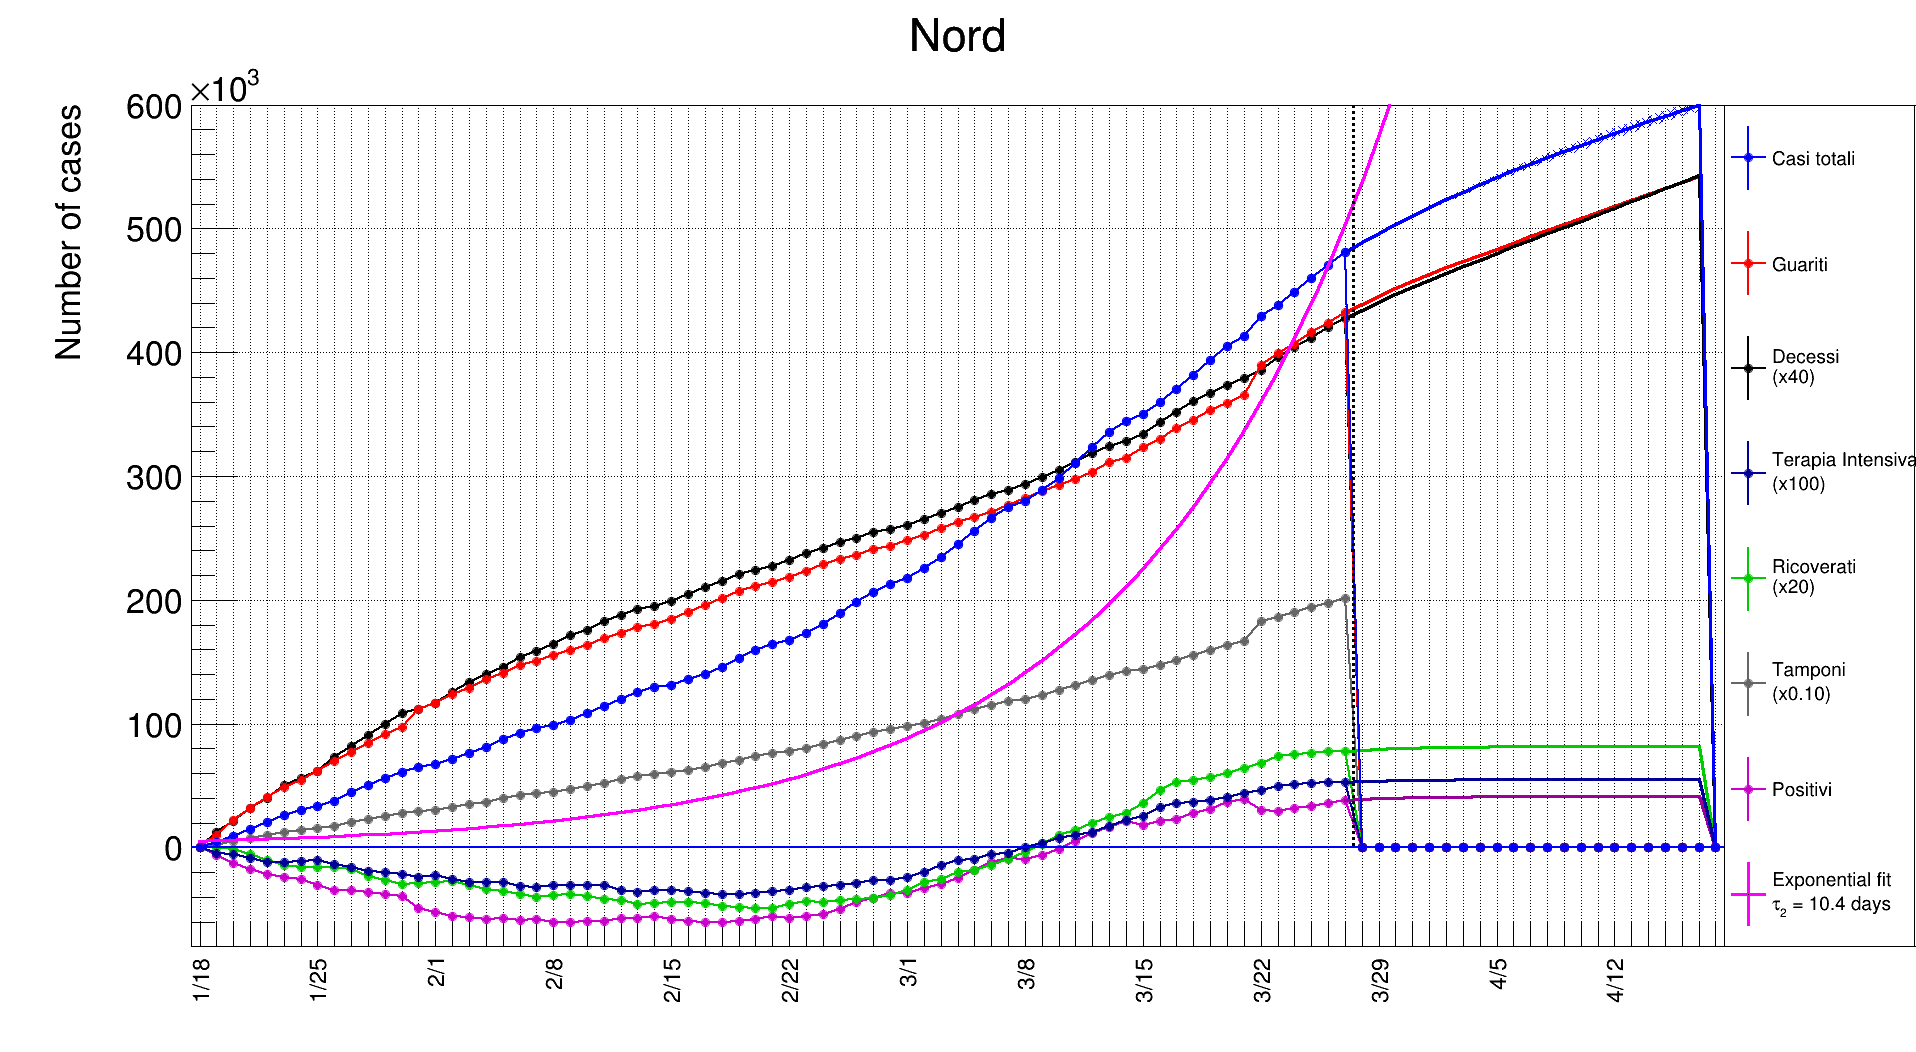 Nord
×10³
Number of cases
600
500
400
300
200
100
0
1/18
1/25
2/1
2/8
2/15
2/22
3/1
3/8
3/15
3/22
3/29
4/5
4/12
Casi totali
Guariti
Decessi
(x40)
Terapia Intensiva
(x100)
Ricoverati
(x20)
Tamponi
(x0.10)
Positivi
Exponential fit
τ₂ = 10.4 days